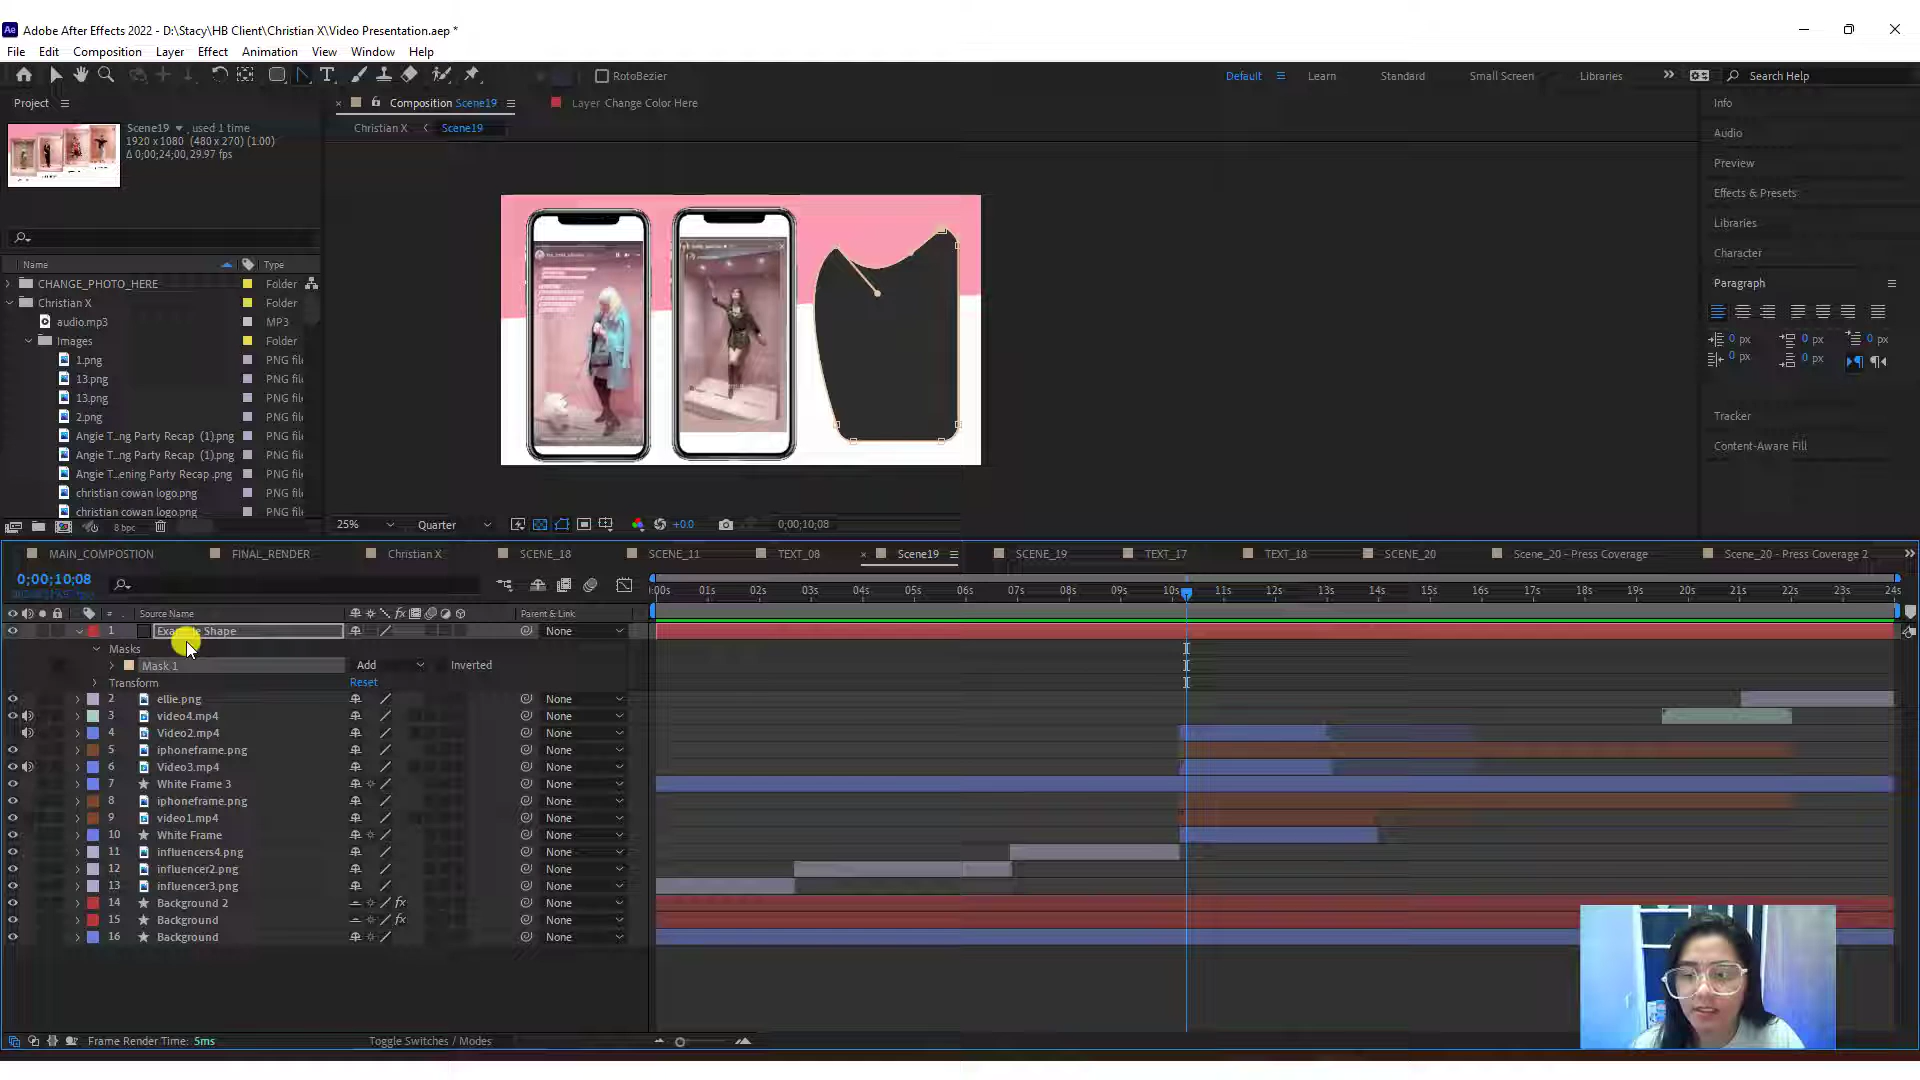 Adobe After Effects 2022 - D:\Stacy\HB Client\Christian X\Video Presentation.aep *
File Edit Composition Layer Effect Animation View Window Help
RotoBezier Default Learn Standard Small Screen Libraries Search Help
Project Composition Scene19 Layer Change Color Here Info
Christian X Scene19 Audio
Scene19 used 1 time
1920 x 1080 (480 x 270) (1.00)
Δ 0;00;24;00, 29.97 fps
Preview
Effects & Presets
Libraries
Character
Paragraph
0 px 0 px 0 px
0 px 0 px
Tracker
Content-Aware Fill
Name Type
CHANGE_PHOTO_HERE Folder
Christian X Folder
audio.mp3 MP3
Images Folder
1.png PNG file
13.png PNG file
13.png PNG file
2.png PNG file
Angie T...ng Party Recap (1).png PNG file
Angie T...ng Party Recap (1).png PNG file
Angie T...ening Party Recap .png PNG file
christian cowan logo.png PNG file
christian cowan logo.png PNG file
8 bpc 25% Quarter +0.0 0;00;10;08
MAIN_COMPOSTION FINAL_RENDER Christian X SCENE_18 SCENE_11 TEXT_08 Scene19 SCENE_19 TEXT_17 TEXT_18 SCENE_20 Scene_20 - Press Coverage Scene_20 - Press Coverage 2
0;00;10;08
:00s 01s 02s 03s 04s 05s 06s 07s 08s 09s 10s 11s 12s 13s 14s 15s 16s 17s 18s 19s 20s 21s 22s 23s 24s
# Source Name Parent & Link
1 Example Shape None
Masks
Mask 1 Add Inverted
Transform Reset
2 ellie.png None
3 video4.mp4 None
4 Video2.mp4 None
5 iphoneframe.png None
6 Video3.mp4 None
7 White Frame 3 None
8 iphoneframe.png None
9 video1.mp4 None
10 White Frame None
11 influencers4.png None
12 influencer2.png None
13 influencer3.png None
14 Background 2 fx None
15 Background fx None
16 Background None
Frame Render Time: 5ms Toggle Switches / Modes